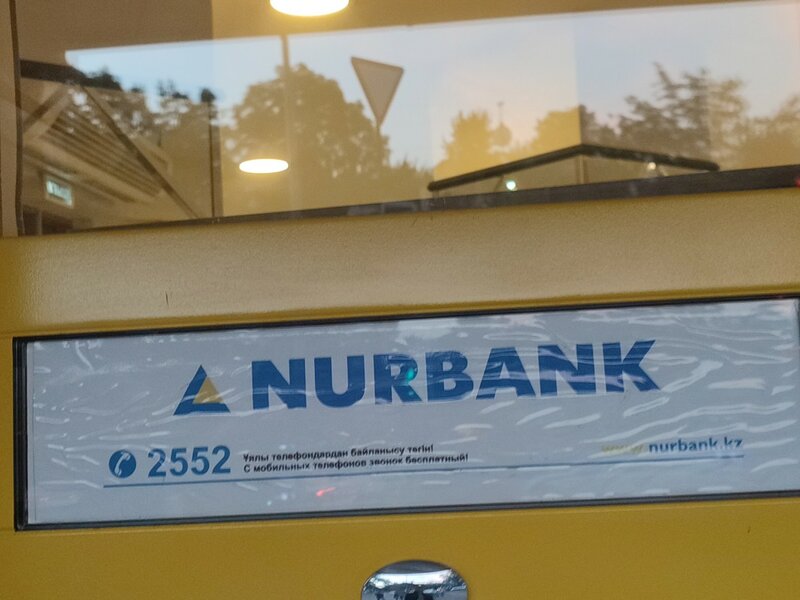 NURBANK
2552
Ұялы телефондардан байланысу тегін!
С мобильных телефонов звонок бесплатный!
www.nurbank.kz